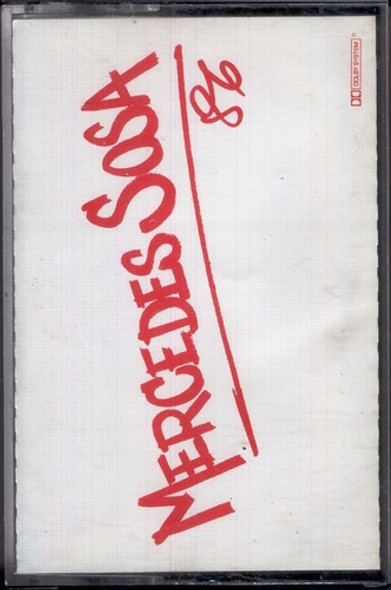 MERCEDES SOSA
86
DOLBY SYSTEM